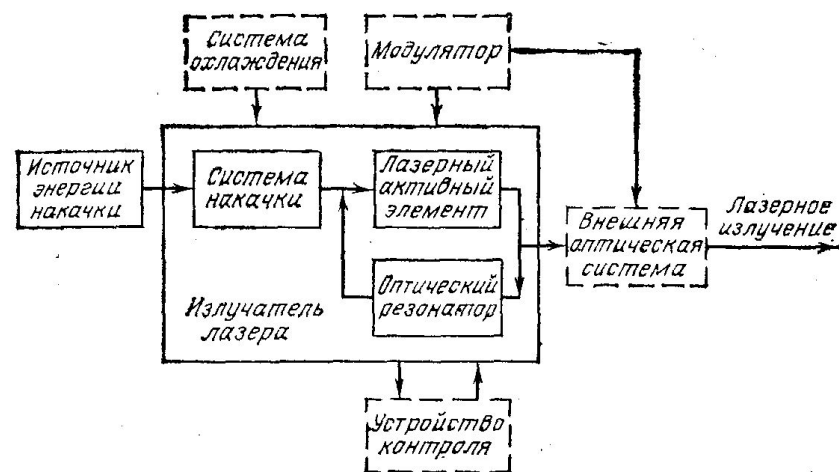 Система
охлаждения
Модулятор
Источник
энергии
накачки
Система
накачки
Лазерный
активный
элемент
Внешняя
оптическая
система
Лазерное
излучение
Оптический
резонатор
Излучатель
лазера
Устройство
контроля